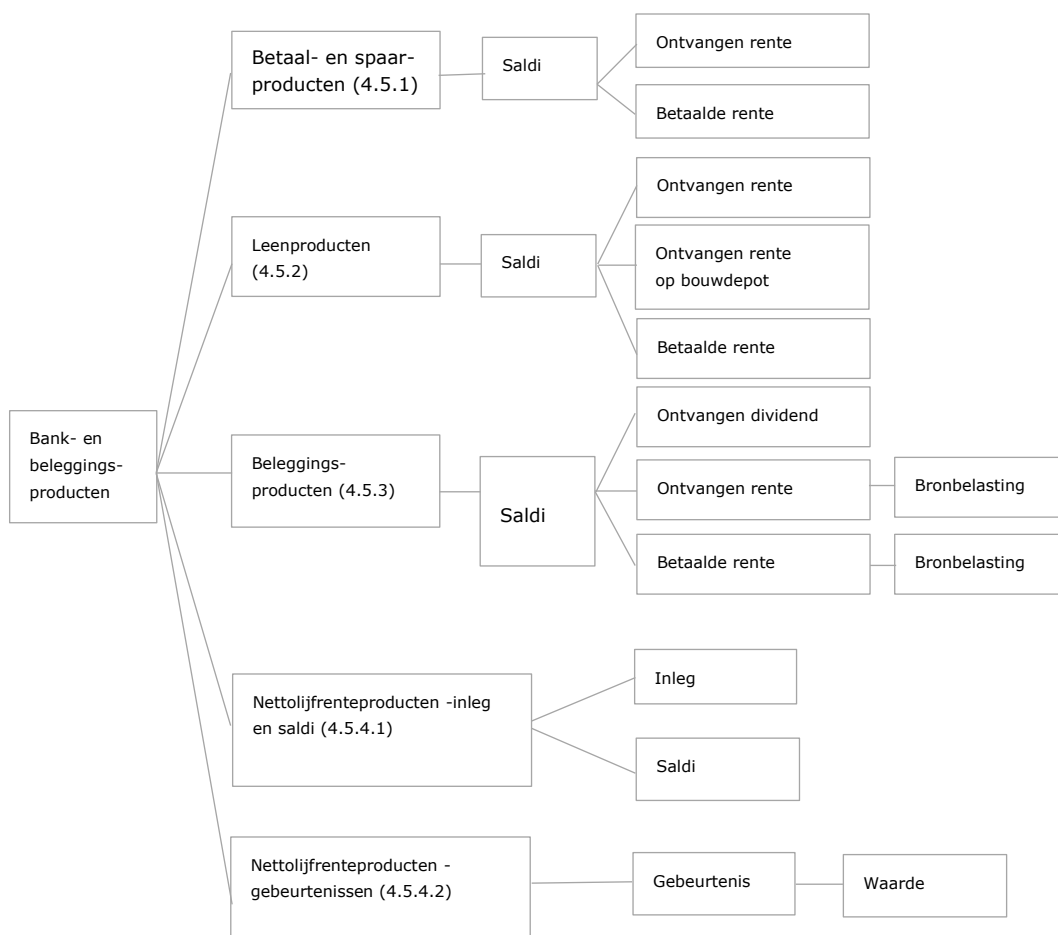 Betaal- en spaar-
producten (4.5.1)
Saldi
Ontvangen rente
Betaalde rente
Leenproducten
(4.5.2)
Saldi
Ontvangen rente
Ontvangen rente
op bouwdepot
Betaalde rente
Bank- en
beleggings-
producten
Beleggings-
producten (4.5.3)
Saldi
Ontvangen dividend
Ontvangen rente
Bronbelasting
Betaalde rente
Bronbelasting
Nettolijfrenteproducten -inleg
en saldi (4.5.4.1)
Inleg
Saldi
Nettolijfrenteproducten -
gebeurtenissen (4.5.4.2)
Gebeurtenis
Waarde